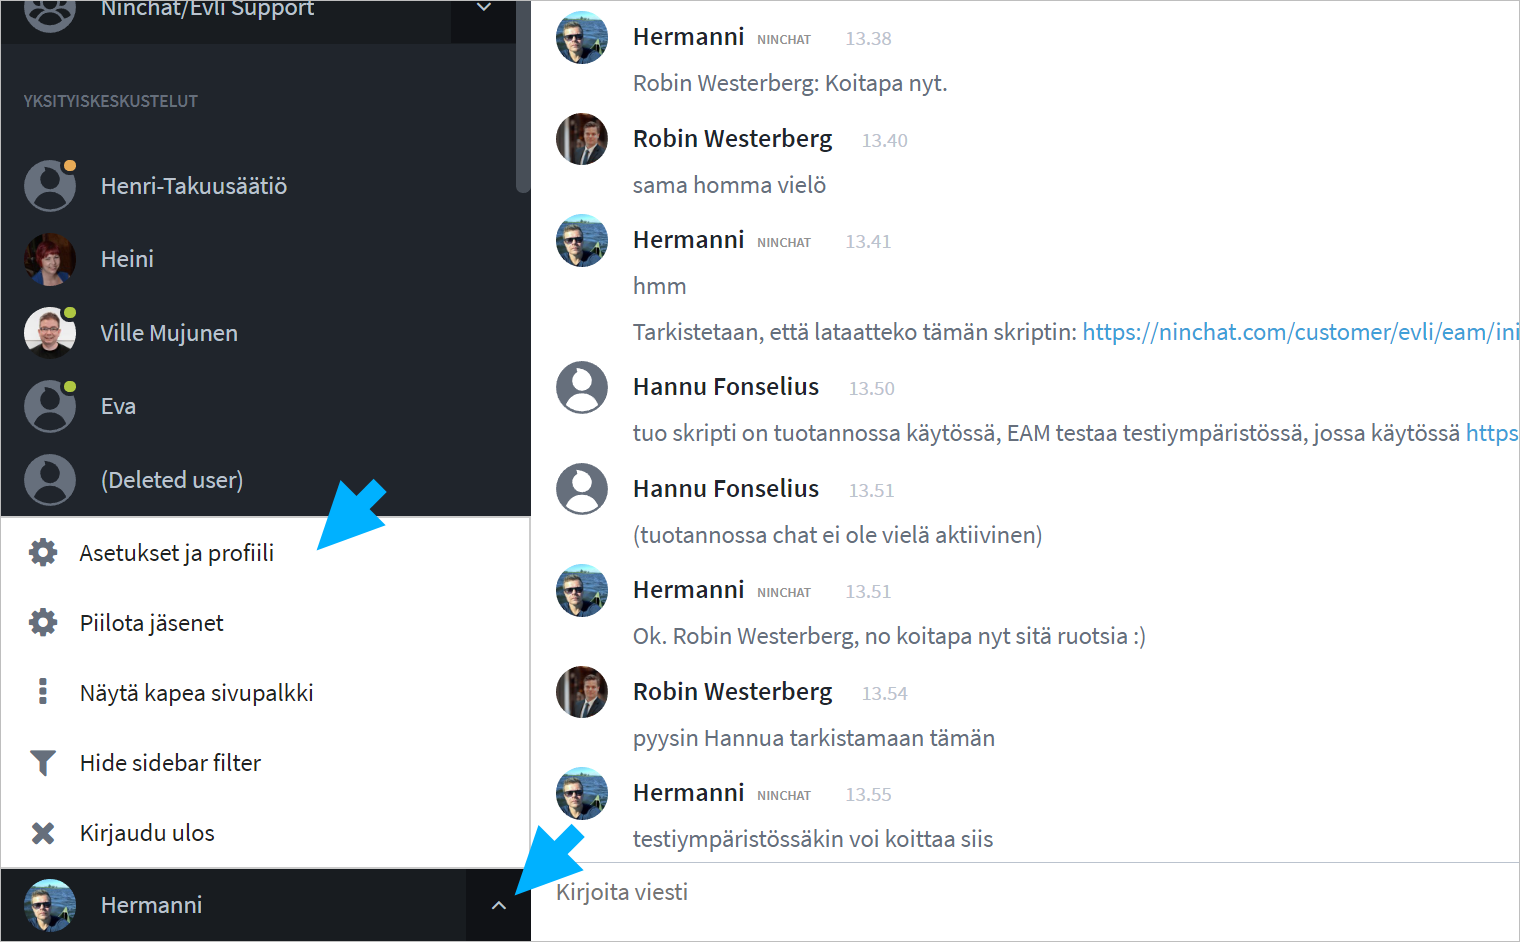 Ninchat/Evli Support
YKSITYISKESKUSTELUT
Henri-Takuusäätiö
Heini
Ville Mujunen
Eva
(Deleted user)
Asetukset ja profiili
Piilota jäsenet
Näytä kapea sivupalkki
Hide sidebar filter
Kirjaudu ulos
Hermanni
Hermanni NINCHAT 13.38
Robin Westerberg: Koitapa nyt.
Robin Westerberg 13.40
sama homma vielö
Hermanni NINCHAT 13.41
hmm
Tarkistetaan, että lataatteko tämän skriptin: https://ninchat.com/customer/evli/eam/ini
Hannu Fonselius 13.50
tuo skripti on tuotannossa käytössä, EAM testaa testiympäristössä, jossa käytössä https
Hannu Fonselius 13.51
(tuotannossa chat ei ole vielä aktiivinen)
Hermanni NINCHAT 13.51
Ok. Robin Westerberg, no koitapa nyt sitä ruotsia :)
Robin Westerberg 13.54
pyysin Hannua tarkistamaan tämän
Hermanni NINCHAT 13.55
testiympäristössäkin voi koittaa siis
Kirjoita viesti